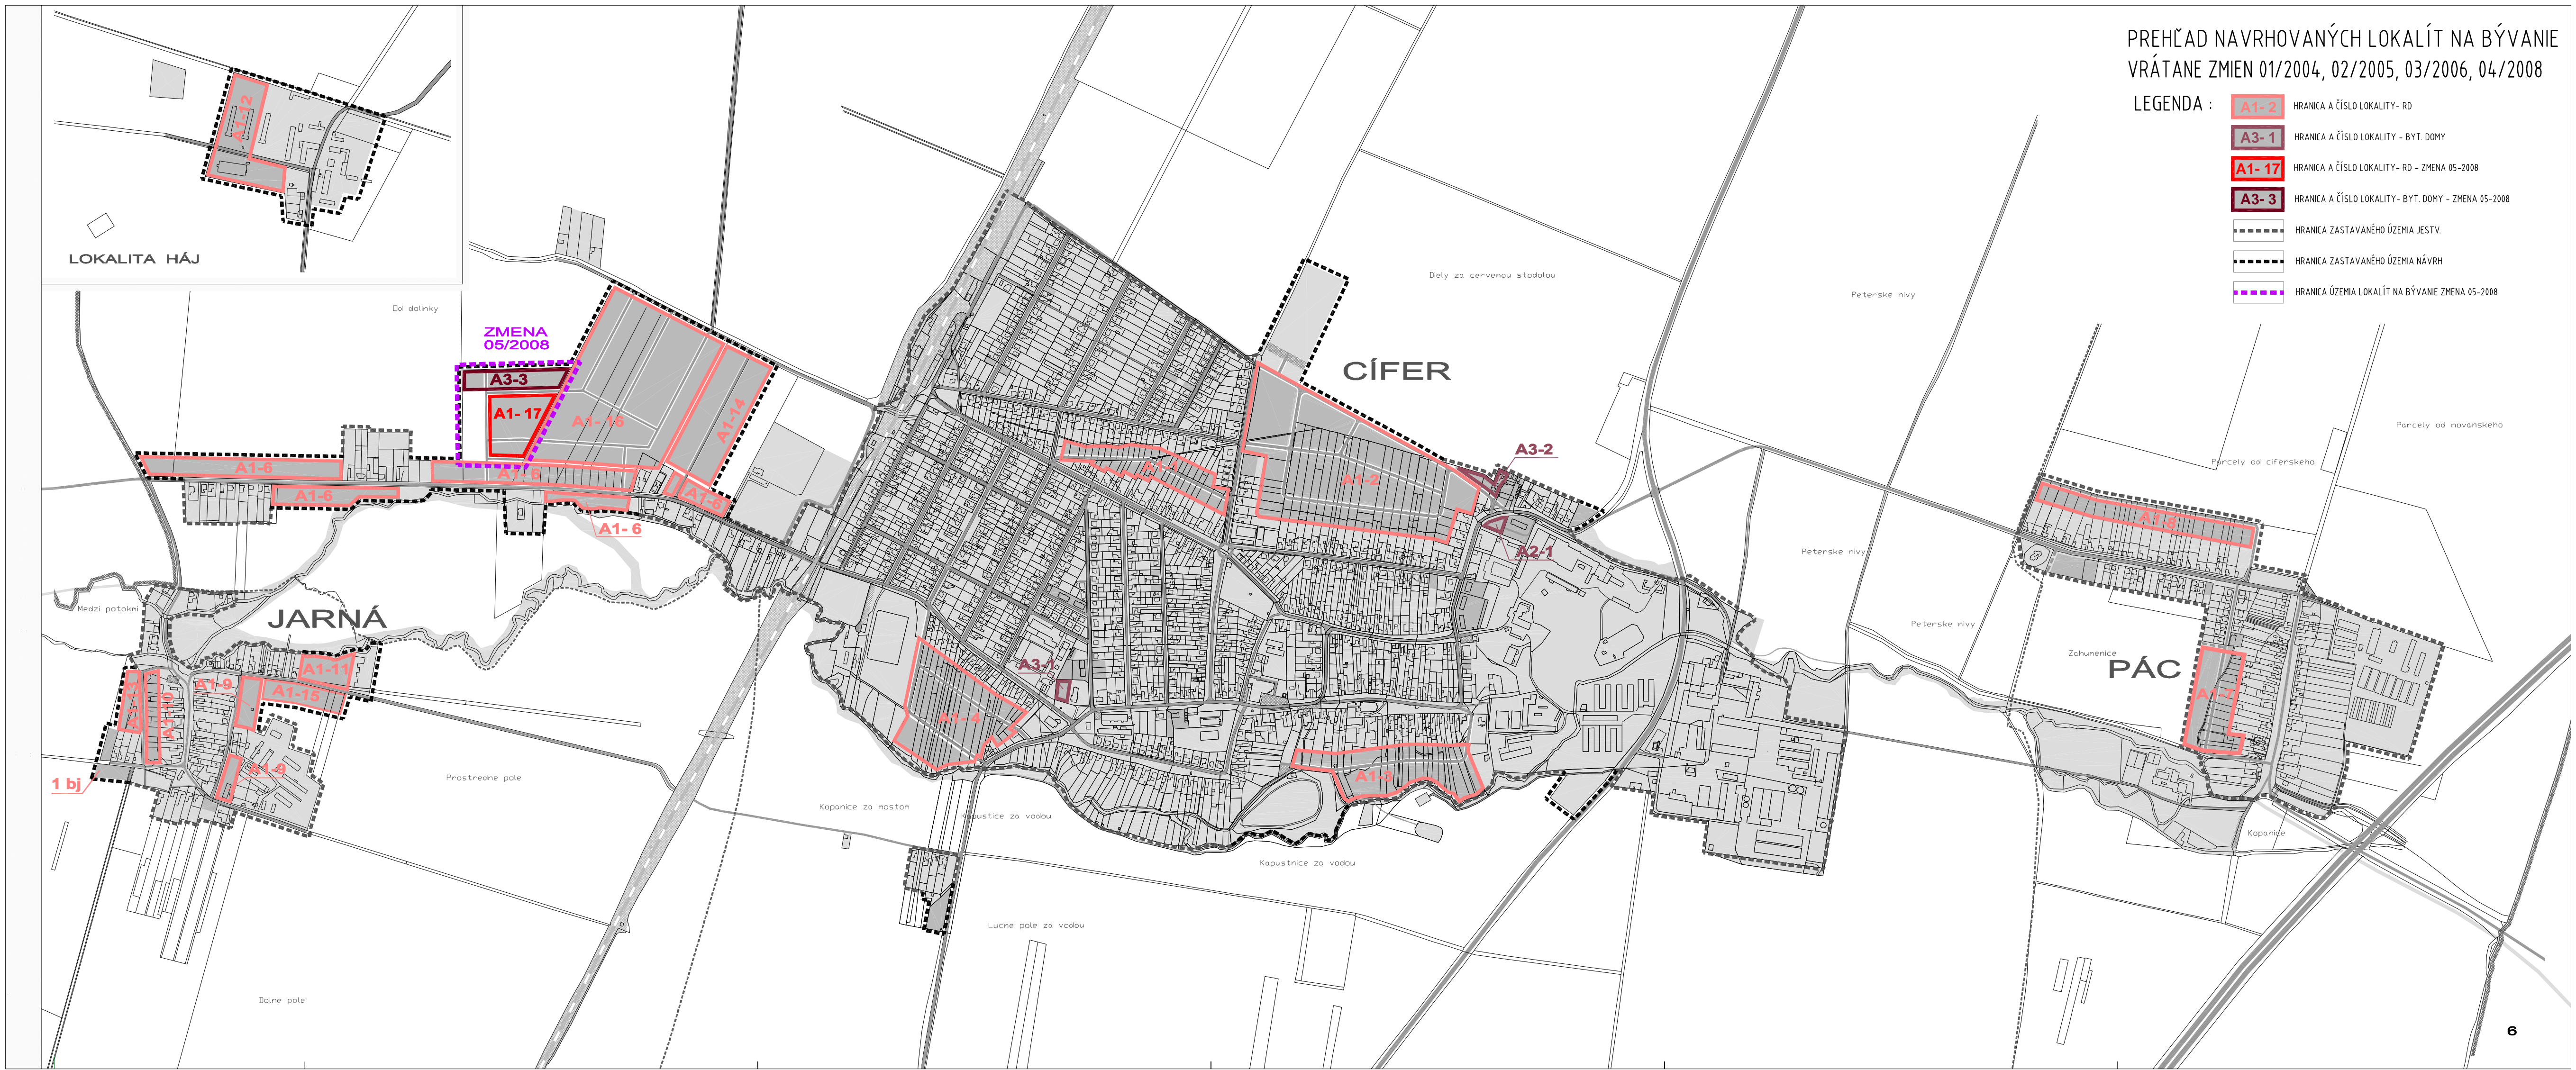 PREHĽAD NAVRHOVANÝCH LOKALÍT NA BÝVANIE
VRÁTANE ZMIEN 01/2004, 02/2005, 03/2006, 04/2008
LEGENDA :
A1- 2 HRANICA A ČÍSLO LOKALITY- RD
A3- 1 HRANICA A ČÍSLO LOKALITY - BYT. DOMY
A1- 17 HRANICA A ČÍSLO LOKALITY- RD - ZMENA 05-2008
A3- 3 HRANICA A ČÍSLO LOKALITY- BYT. DOMY - ZMENA 05-2008
HRANICA ZASTAVANÉHO ÚZEMIA JESTV.
HRANICA ZASTAVANÉHO ÚZEMIA NÁVRH
HRANICA ÚZEMIA LOKALÍT NA BÝVANIE ZMENA 05-2008
A1-12
LOKALITA HÁJ
Od dolinky
ZMENA
05/2008
A3-3
A1- 17
A1- 16
A1-14
A1-6
A1-6
A1- 6
Diely za cervenou stodolou
Peterske nivy
CÍFER
A1-2
A3-2
A2-1
Parcely od novanskeho
Parcely od ciferskeho
Peterske nivy
Peterske nivy
Zahumenice
PÁC
A1-7
Kopanice
Medzi potokmi
JARNÁ
A1-11
A1-9
A1-15
A1-10
A1-9
1 bj
Prostredne pole
Dolne pole
A3-1
A1- 4
A1-3
Kopanice za mostom
Kapustice za vodou
Kapustnice za vodou
Lucne pole za vodou
6